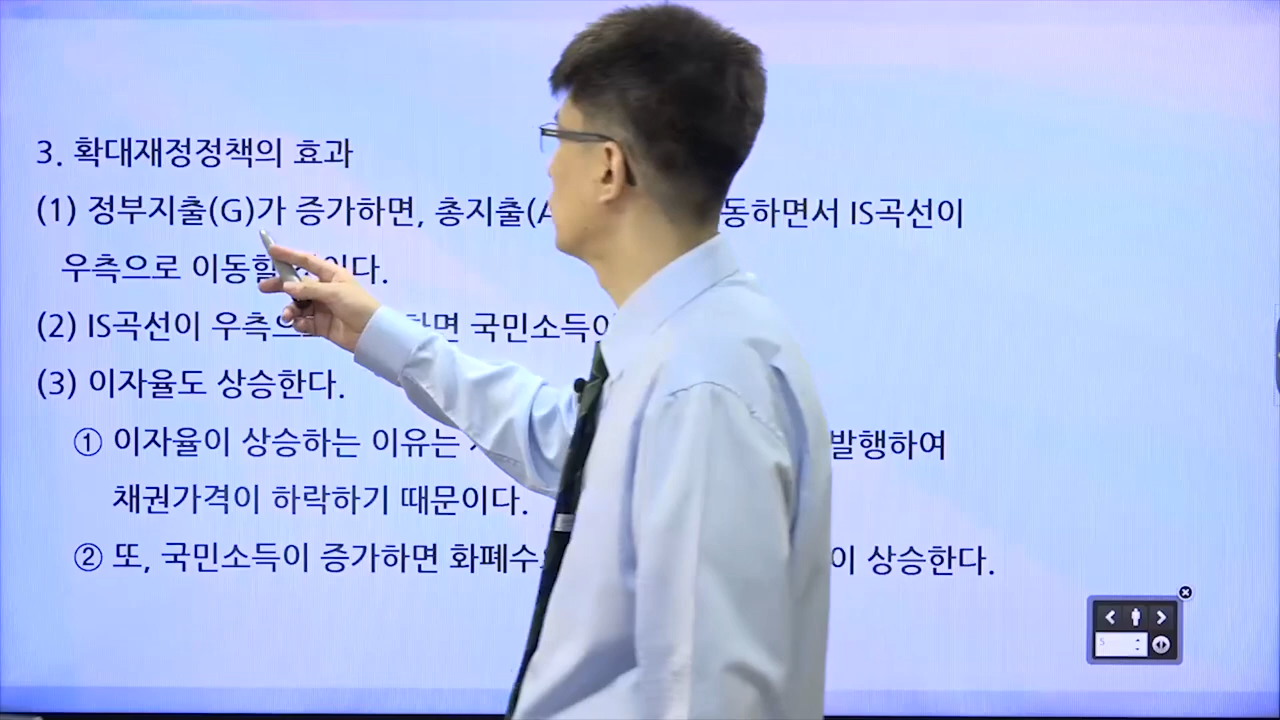 3. 확대재정정책의 효과
(1) 정부지출(G)가 증가하면, 총지출(A 동하면서 IS곡선이
우측으로 이동할 것이다.
(2) IS곡선이 우측으로 하면 국민소득이
(3) 이자율도 상승한다.
① 이자율이 상승하는 이유는 발행하여
채권가격이 하락하기 때문이다.
② 또, 국민소득이 증가하면 화폐수 이 상승한다.
5